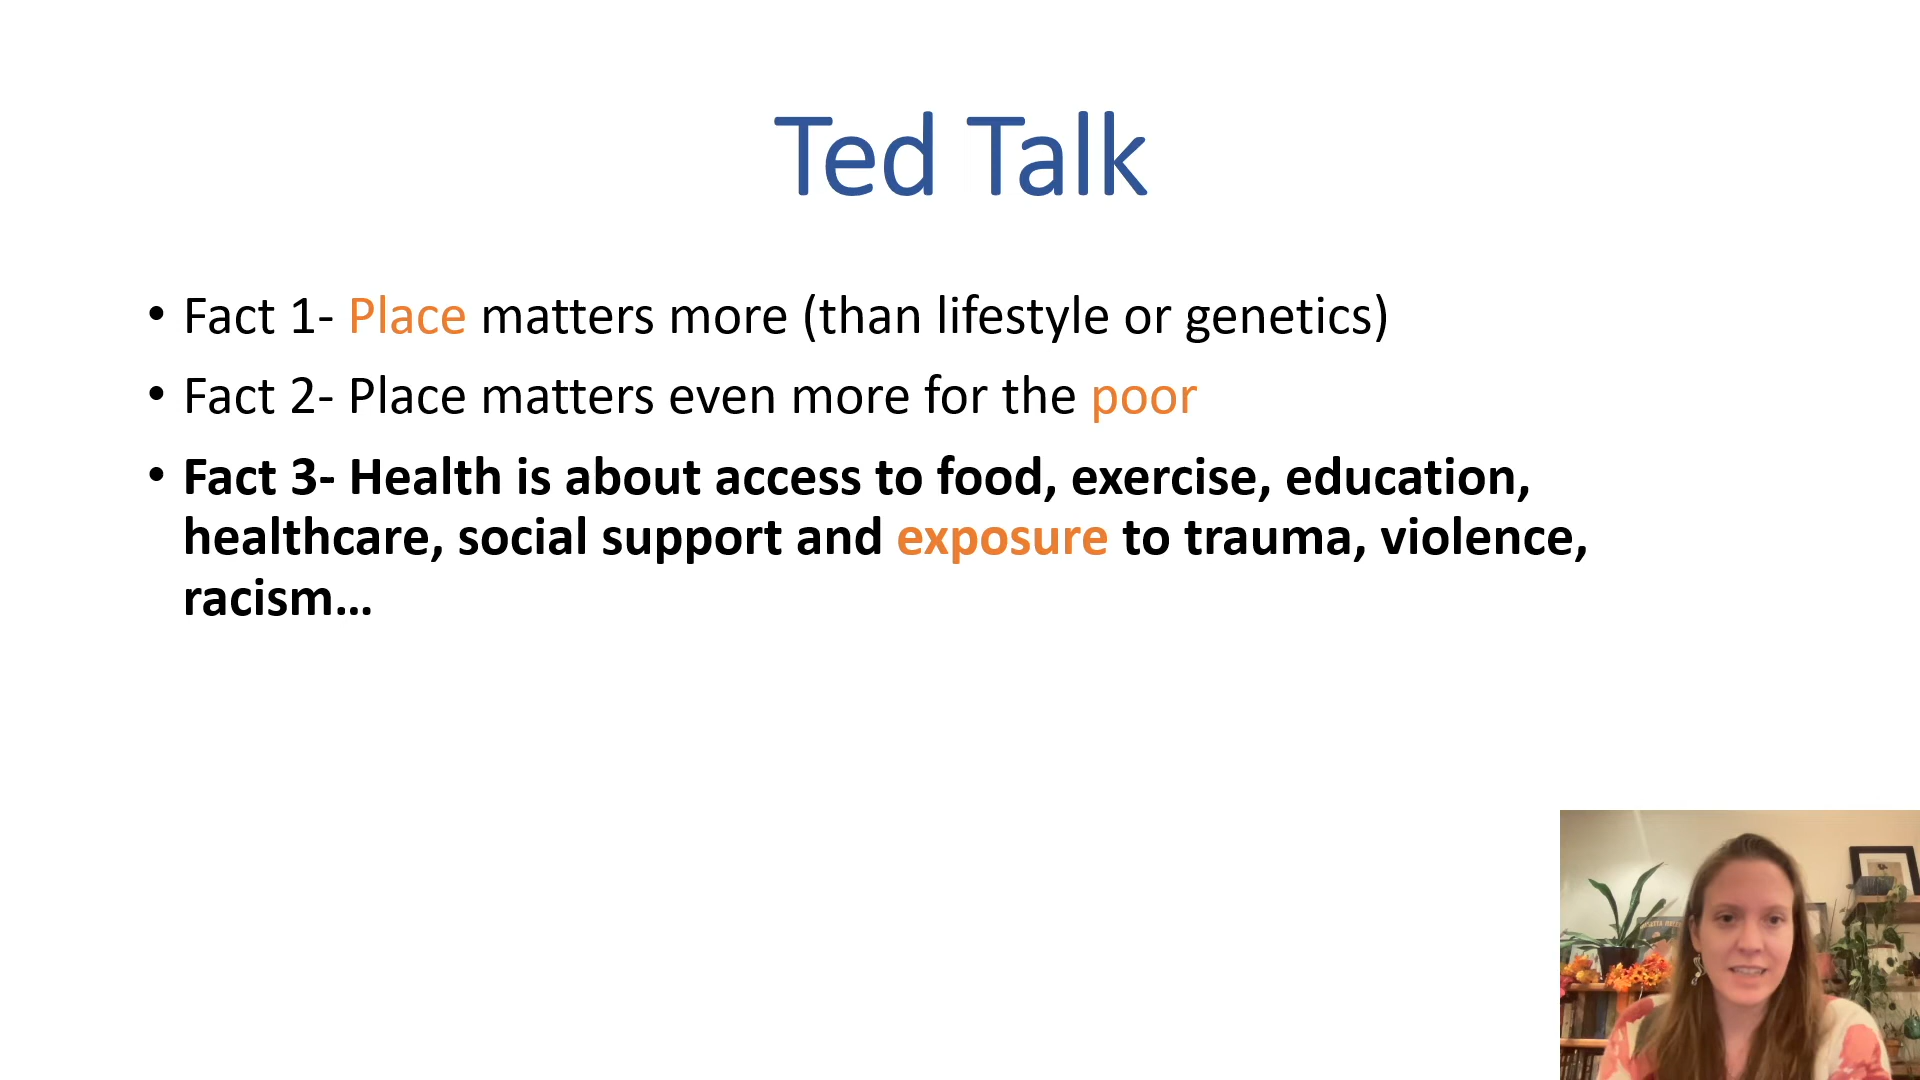 Ted Talk
• Fact 1- Place matters more (than lifestyle or genetics)
• Fact 2- Place matters even more for the poor
• Fact 3- Health is about access to food, exercise, education,
healthcare, social support and exposure to trauma, violence,
racism…